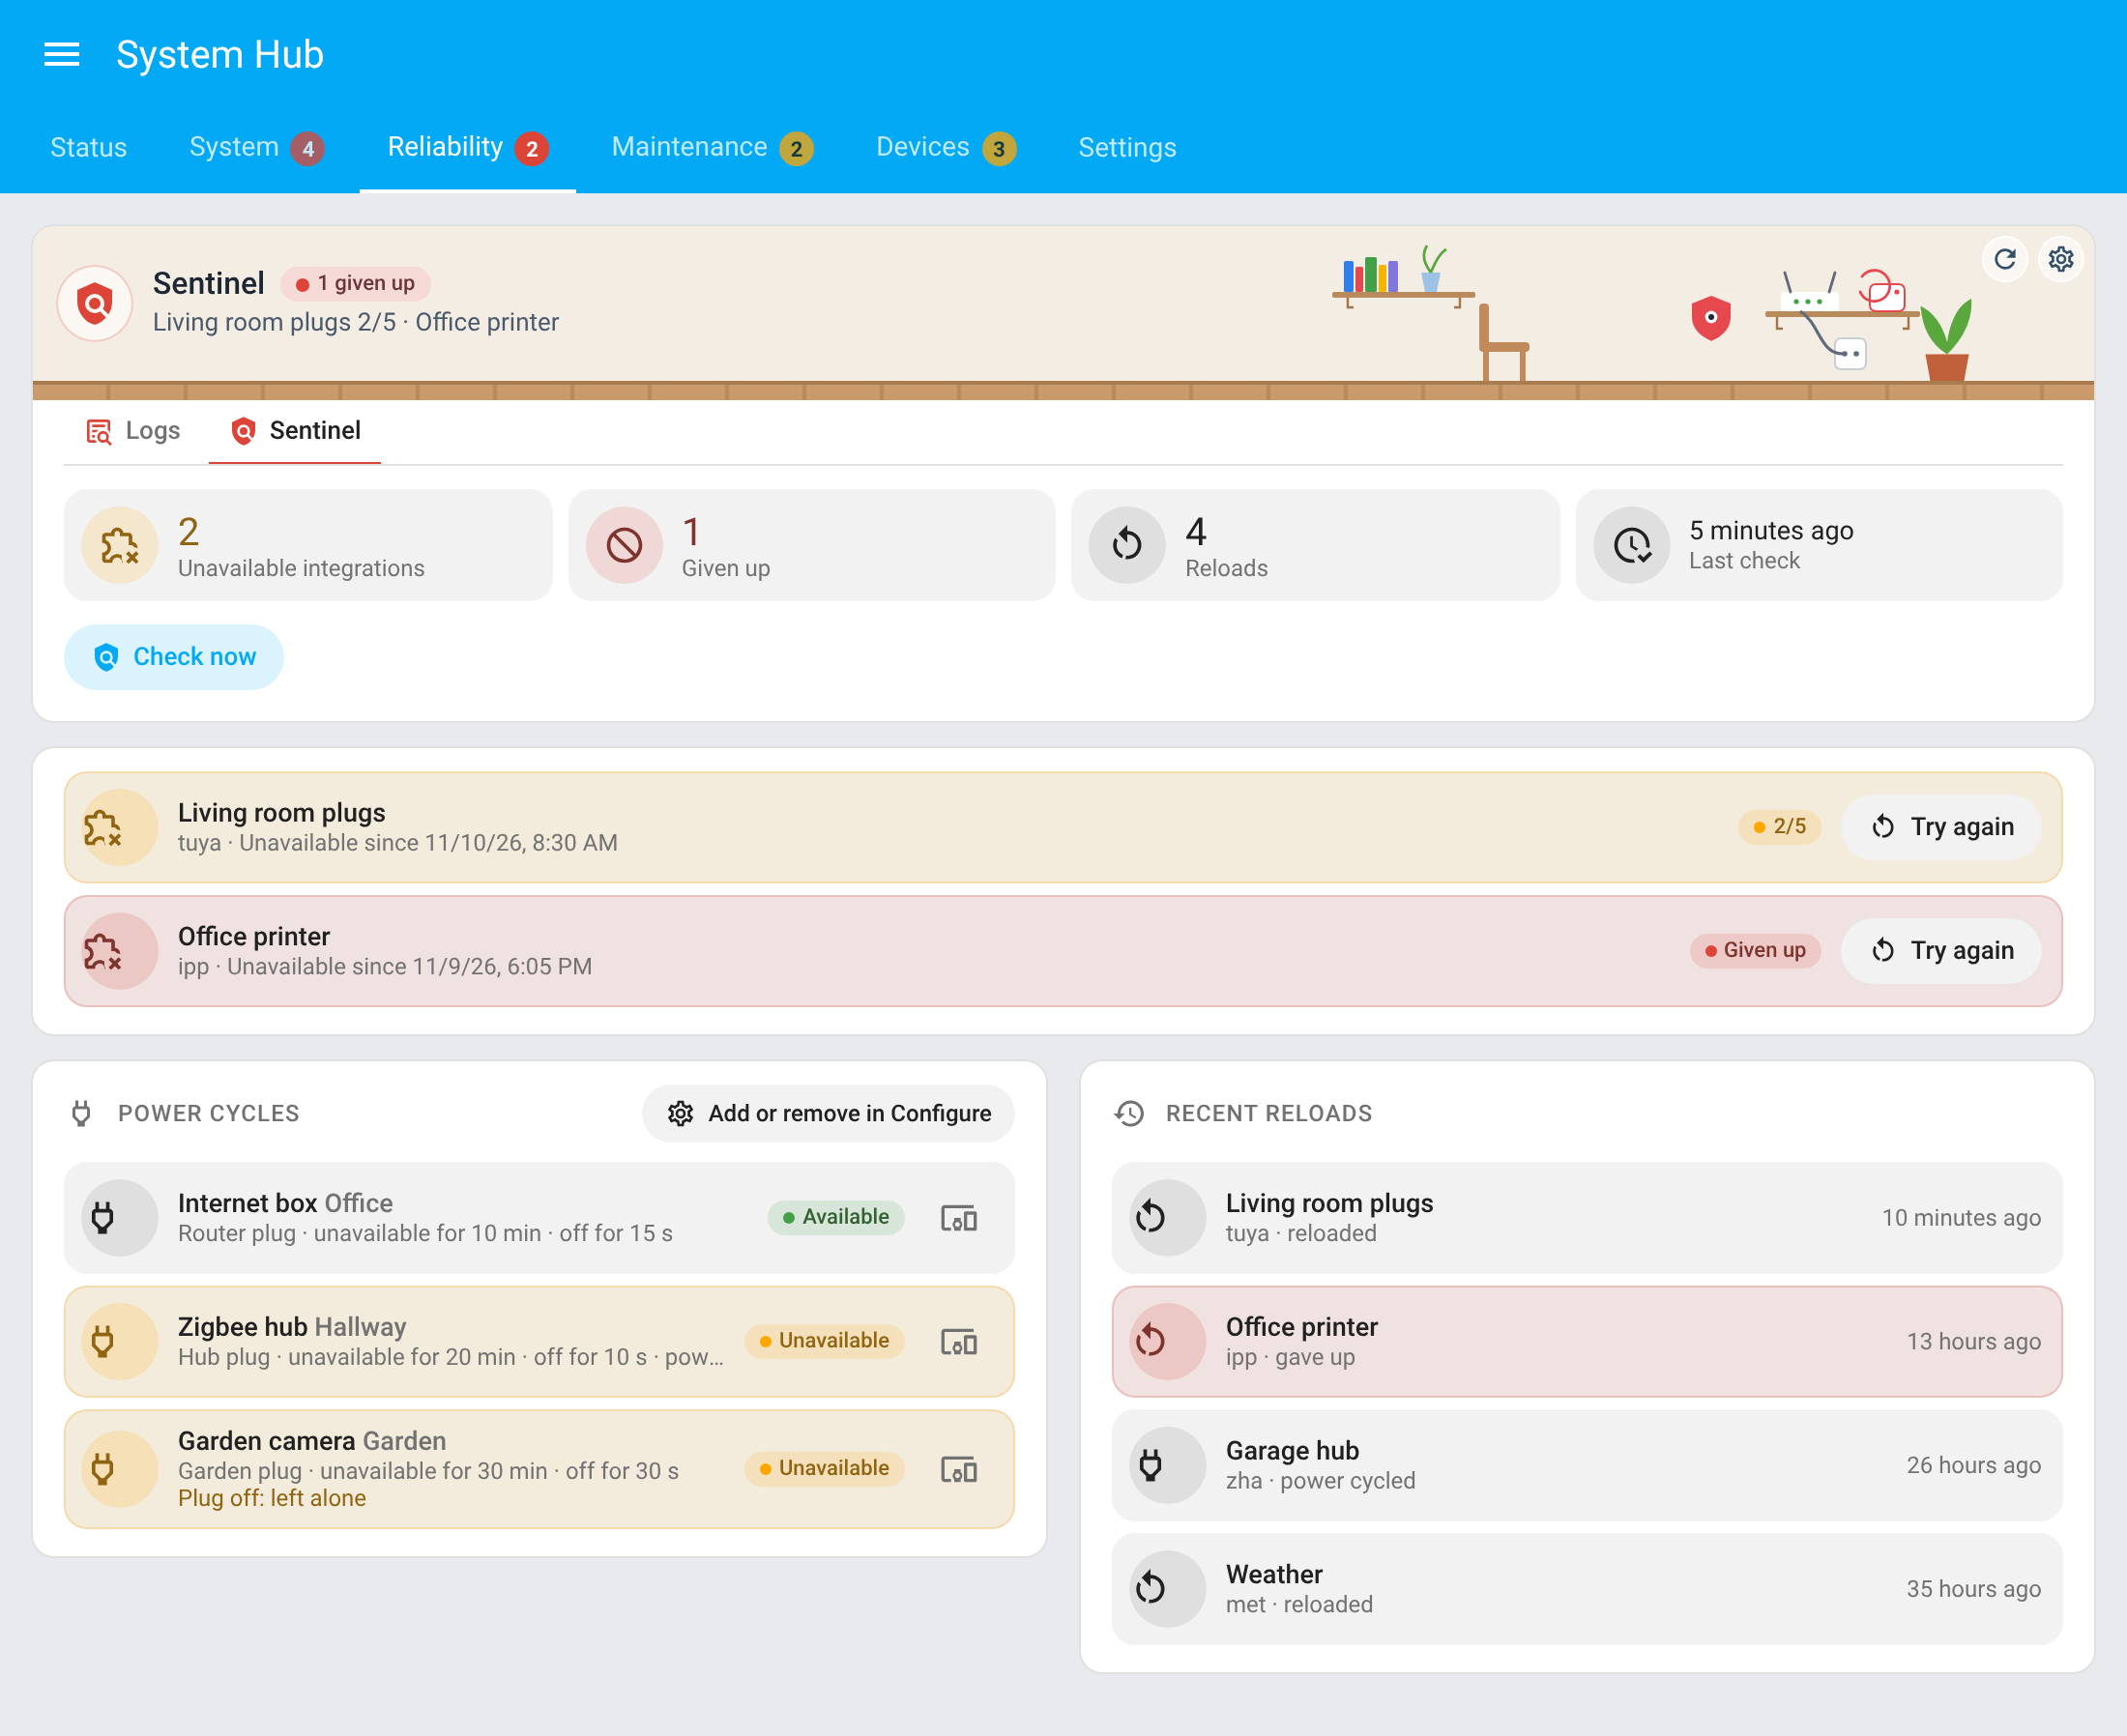 System Hub
Status
System 4
Reliability 2
Maintenance 2
Devices 3
Settings
Sentinel
1 given up
Living room plugs 2/5 · Office printer
Logs
Sentinel
2
Unavailable integrations
1
Given up
4
Reloads
5 minutes ago
Last check
Check now
Living room plugs
tuya · Unavailable since 11/10/26, 8:30 AM
2/5
Try again
Office printer
ipp · Unavailable since 11/9/26, 6:05 PM
Given up
Try again
POWER CYCLES
Add or remove in Configure
Internet box Office
Router plug · unavailable for 10 min · off for 15 s
Available
Zigbee hub Hallway
Hub plug · unavailable for 20 min · off for 10 s · pow...
Unavailable
Garden camera Garden
Garden plug · unavailable for 30 min · off for 30 s
Plug off: left alone
Unavailable
RECENT RELOADS
Living room plugs
tuya · reloaded
10 minutes ago
Office printer
ipp · gave up
13 hours ago
Garage hub
zha · power cycled
26 hours ago
Weather
met · reloaded
35 hours ago